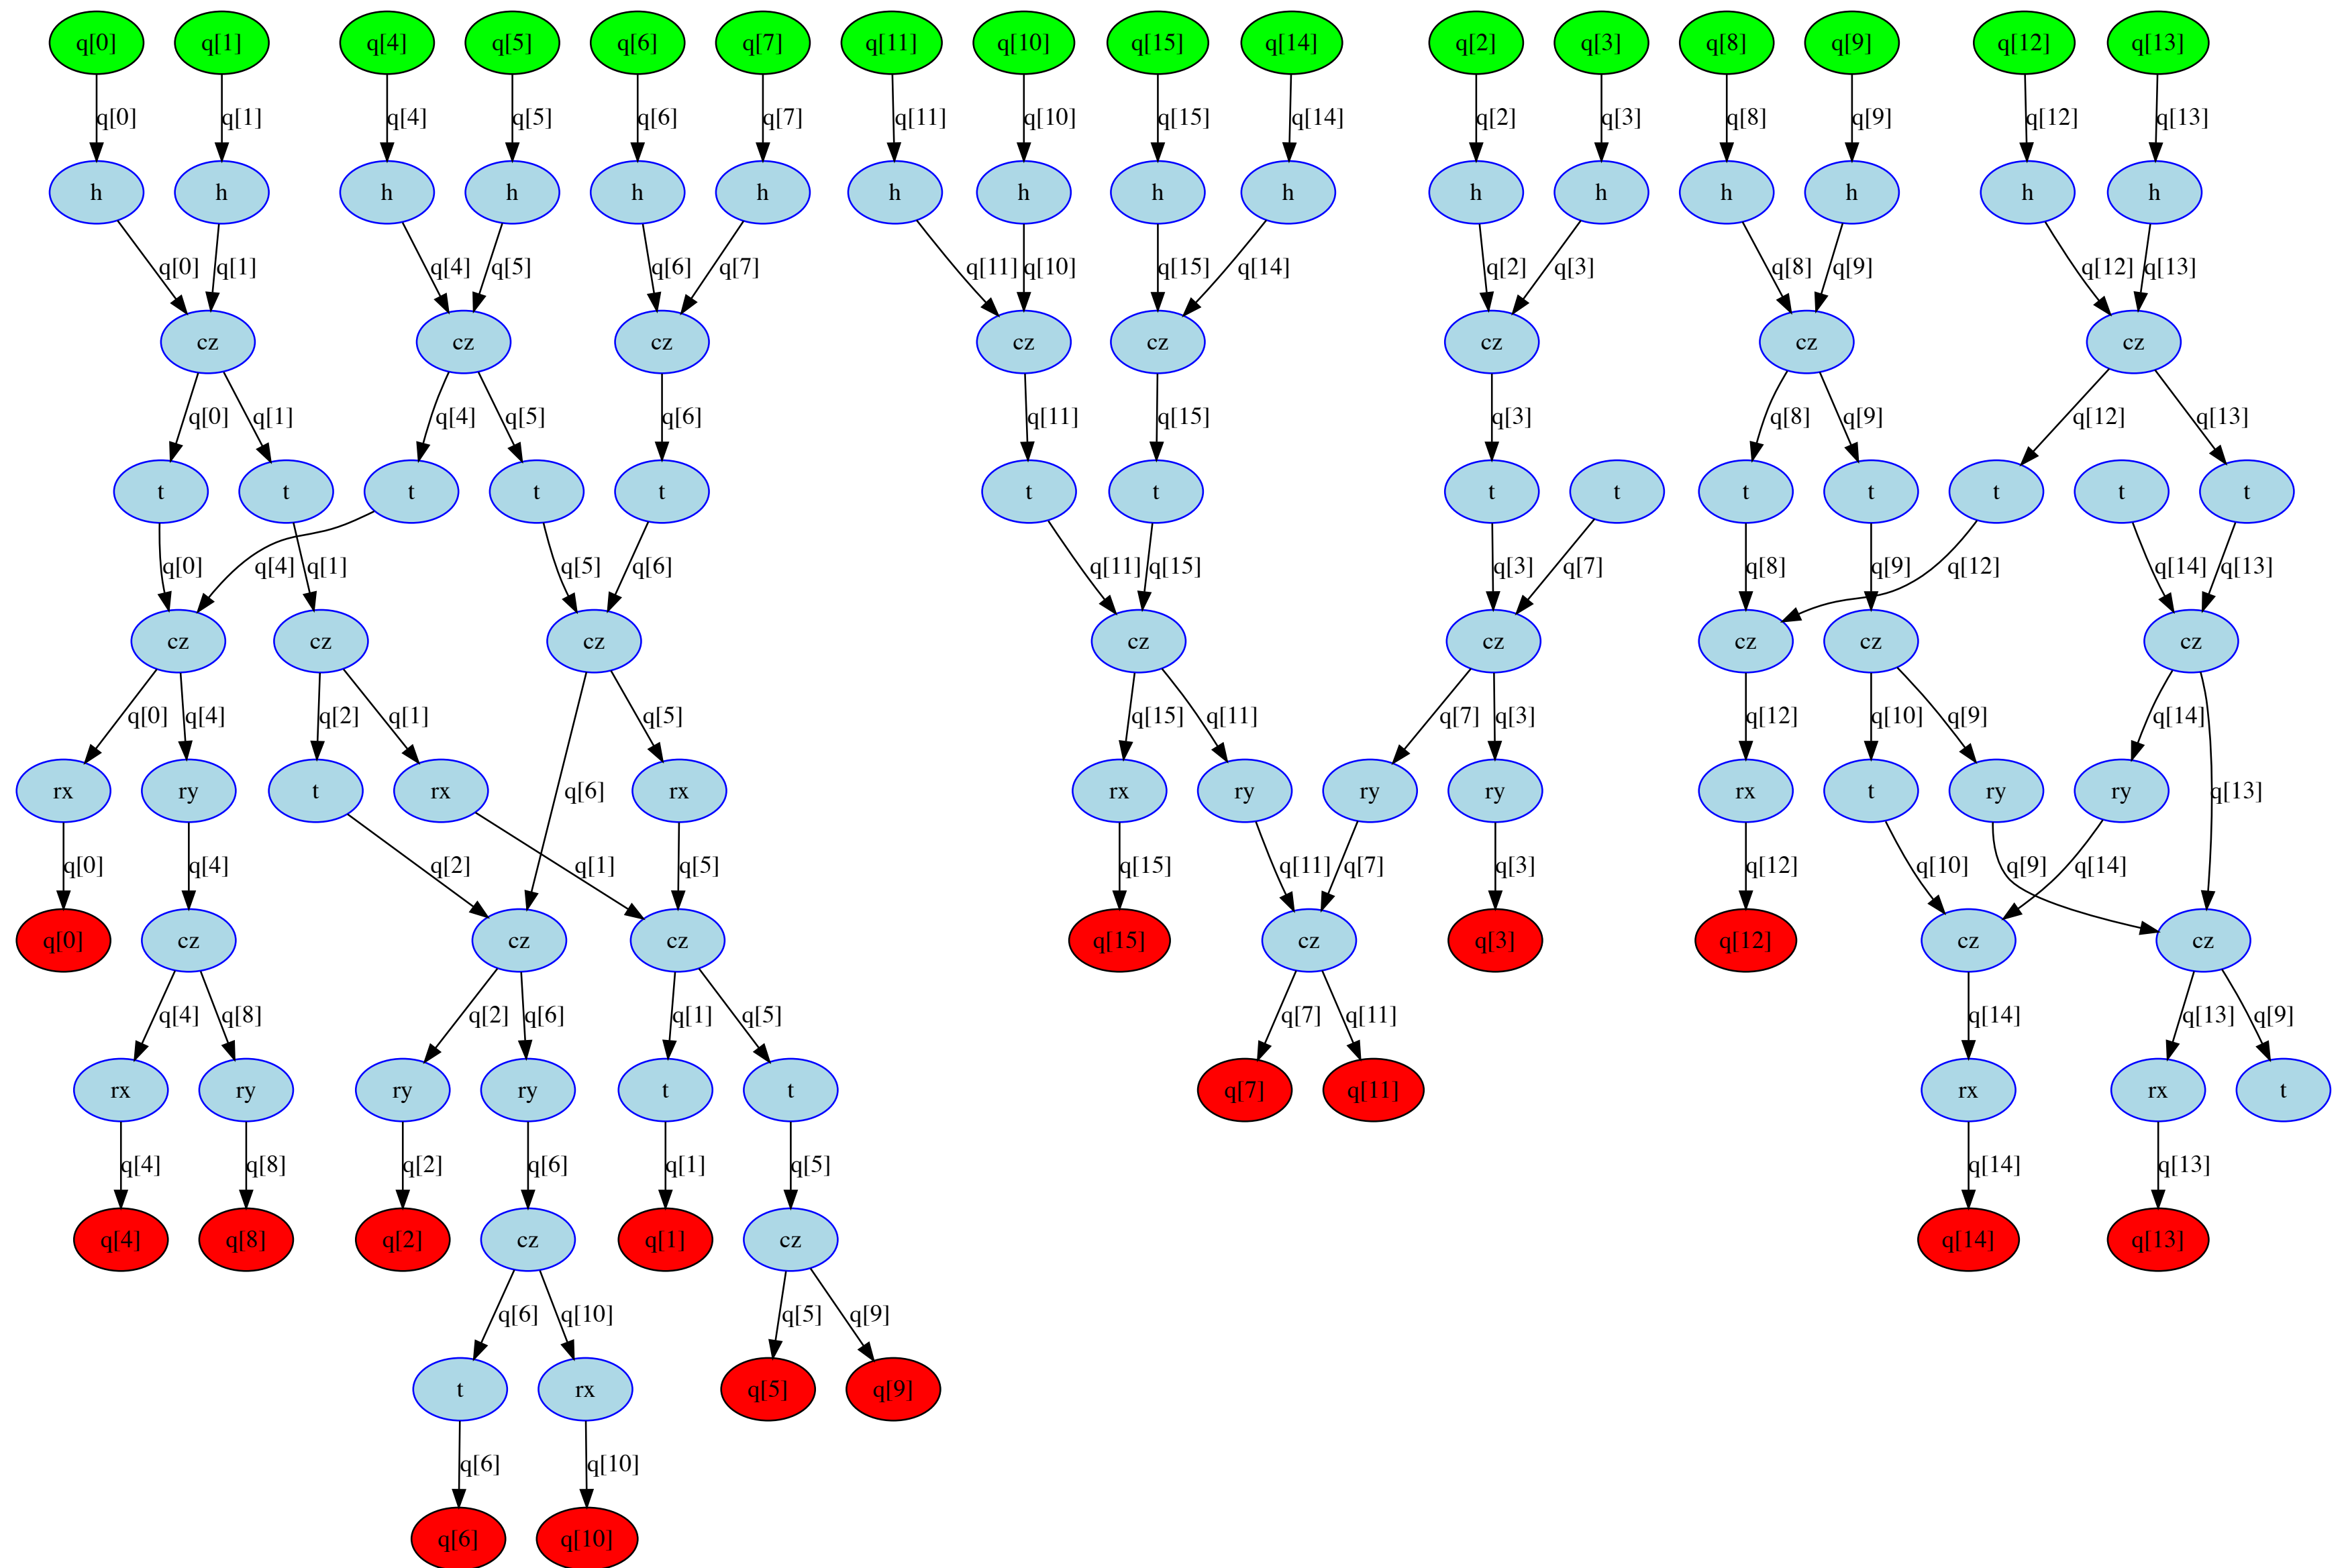 q[0] q[1] q[4] q[5] q[6] q[7] q[11] q[10] q[15] q[14] q[2] q[3] q[8] q[9] q[12] q[13]
q[0] q[1] q[4] q[5] q[6] q[7] q[11] q[10] q[15] q[14] q[2] q[3] q[8] q[9] q[12] q[13]
h h h h h h h h h h h h h h h h
q[0] q[1] q[4] q[5] q[6] q[7] q[11] q[10] q[15] q[14] q[2] q[3] q[8] q[9] q[12] q[13]
cz cz cz cz cz cz cz cz
q[0] q[1] q[4] q[5] q[6] q[11] q[15] q[3] q[8] q[9] q[12] q[13]
t t t t t t t t t t t t t t
q[0] q[4] q[1] q[5] q[6] q[11] q[15] q[3] q[7] q[8] q[9] q[12] q[14] q[13]
cz cz cz cz cz cz cz cz
q[0] q[4] q[2] q[1] q[5] q[15] q[11] q[7] q[3] q[12] q[10] q[9] q[14]
rx ry t rx q[6] rx rx ry ry ry rx t ry ry q[13]
q[0] q[4] q[2] q[1] q[5] q[15] q[11] q[7] q[3] q[12] q[10] q[9] q[14]
q[0] cz cz cz q[15] cz q[3] q[12] cz cz
q[4] q[8] q[2] q[6] q[1] q[5] q[7] q[11] q[14] q[13] q[9]
rx ry ry ry t t q[7] q[11] rx rx t
q[4] q[8] q[2] q[6] q[1] q[5] q[14] q[13]
q[4] q[8] q[2] cz q[1] cz q[14] q[13]
q[6] q[10] q[5] q[9]
t rx q[5] q[9]
q[6] q[10]
q[6] q[10]